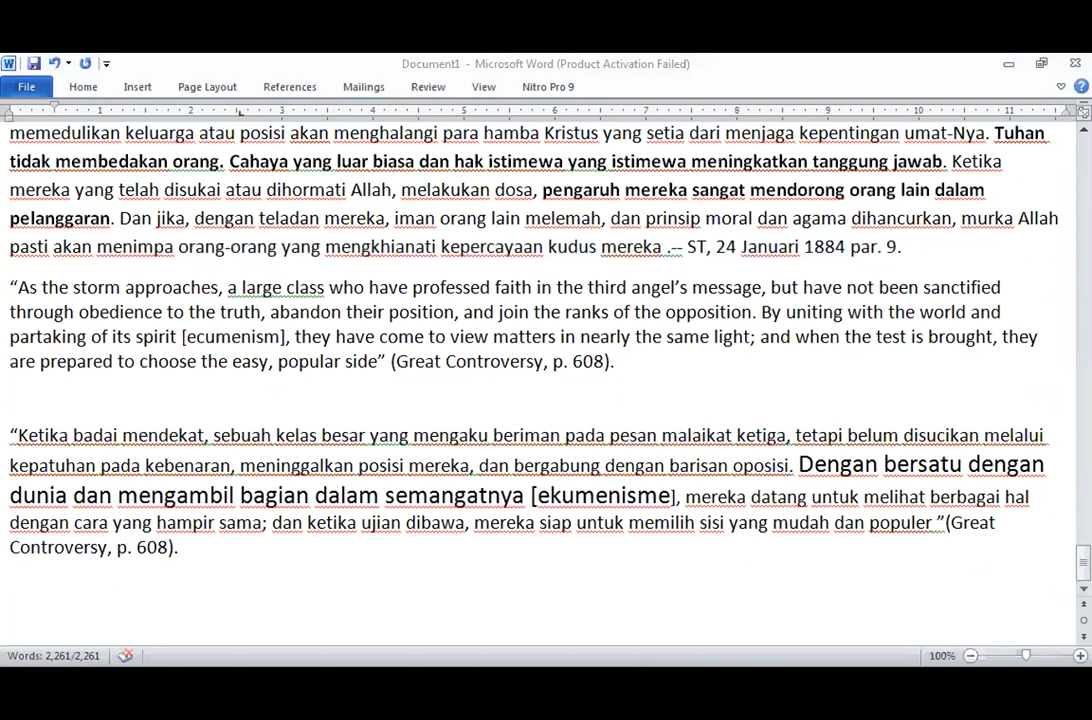 Document1 - Microsoft Word (Product Activation Failed)
File Home Insert Page Layout References Mailings Review View Nitro Pro 9
1 2 3 4 5 6 7 8 9 10 11
memedulikan keluarga atau posisi akan menghalangi para hamba Kristus yang setia dari menjaga kepentingan umat-Nya. Tuhan
tidak membedakan orang. Cahaya yang luar biasa dan hak istimewa yang istimewa meningkatkan tanggung jawab. Ketika
mereka yang telah disukai atau dihormati Allah, melakukan dosa, pengaruh mereka sangat mendorong orang lain dalam
pelanggaran. Dan jika, dengan teladan mereka, iman orang lain melemah, dan prinsip moral dan agama dihancurkan, murka Allah
pasti akan menimpa orang-orang yang mengkhianati kepercayaan kudus mereka .-- ST, 24 Januari 1884 par. 9.
“As the storm approaches, a large class who have professed faith in the third angel’s message, but have not been sanctified
through obedience to the truth, abandon their position, and join the ranks of the opposition. By uniting with the world and
partaking of its spirit [ecumenism], they have come to view matters in nearly the same light; and when the test is brought, they
are prepared to choose the easy, popular side” (Great Controversy, p. 608).
“Ketika badai mendekat, sebuah kelas besar yang mengaku beriman pada pesan malaikat ketiga, tetapi belum disucikan melalui
kepatuhan pada kebenaran, meninggalkan posisi mereka, dan bergabung dengan barisan oposisi. Dengan bersatu dengan
dunia dan mengambil bagian dalam semangatnya [ekumenisme], mereka datang untuk melihat berbagai hal
dengan cara yang hampir sama; dan ketika ujian dibawa, mereka siap untuk memilih sisi yang mudah dan populer ”(Great
Controversy, p. 608).
Words: 2,261/2,261 100%